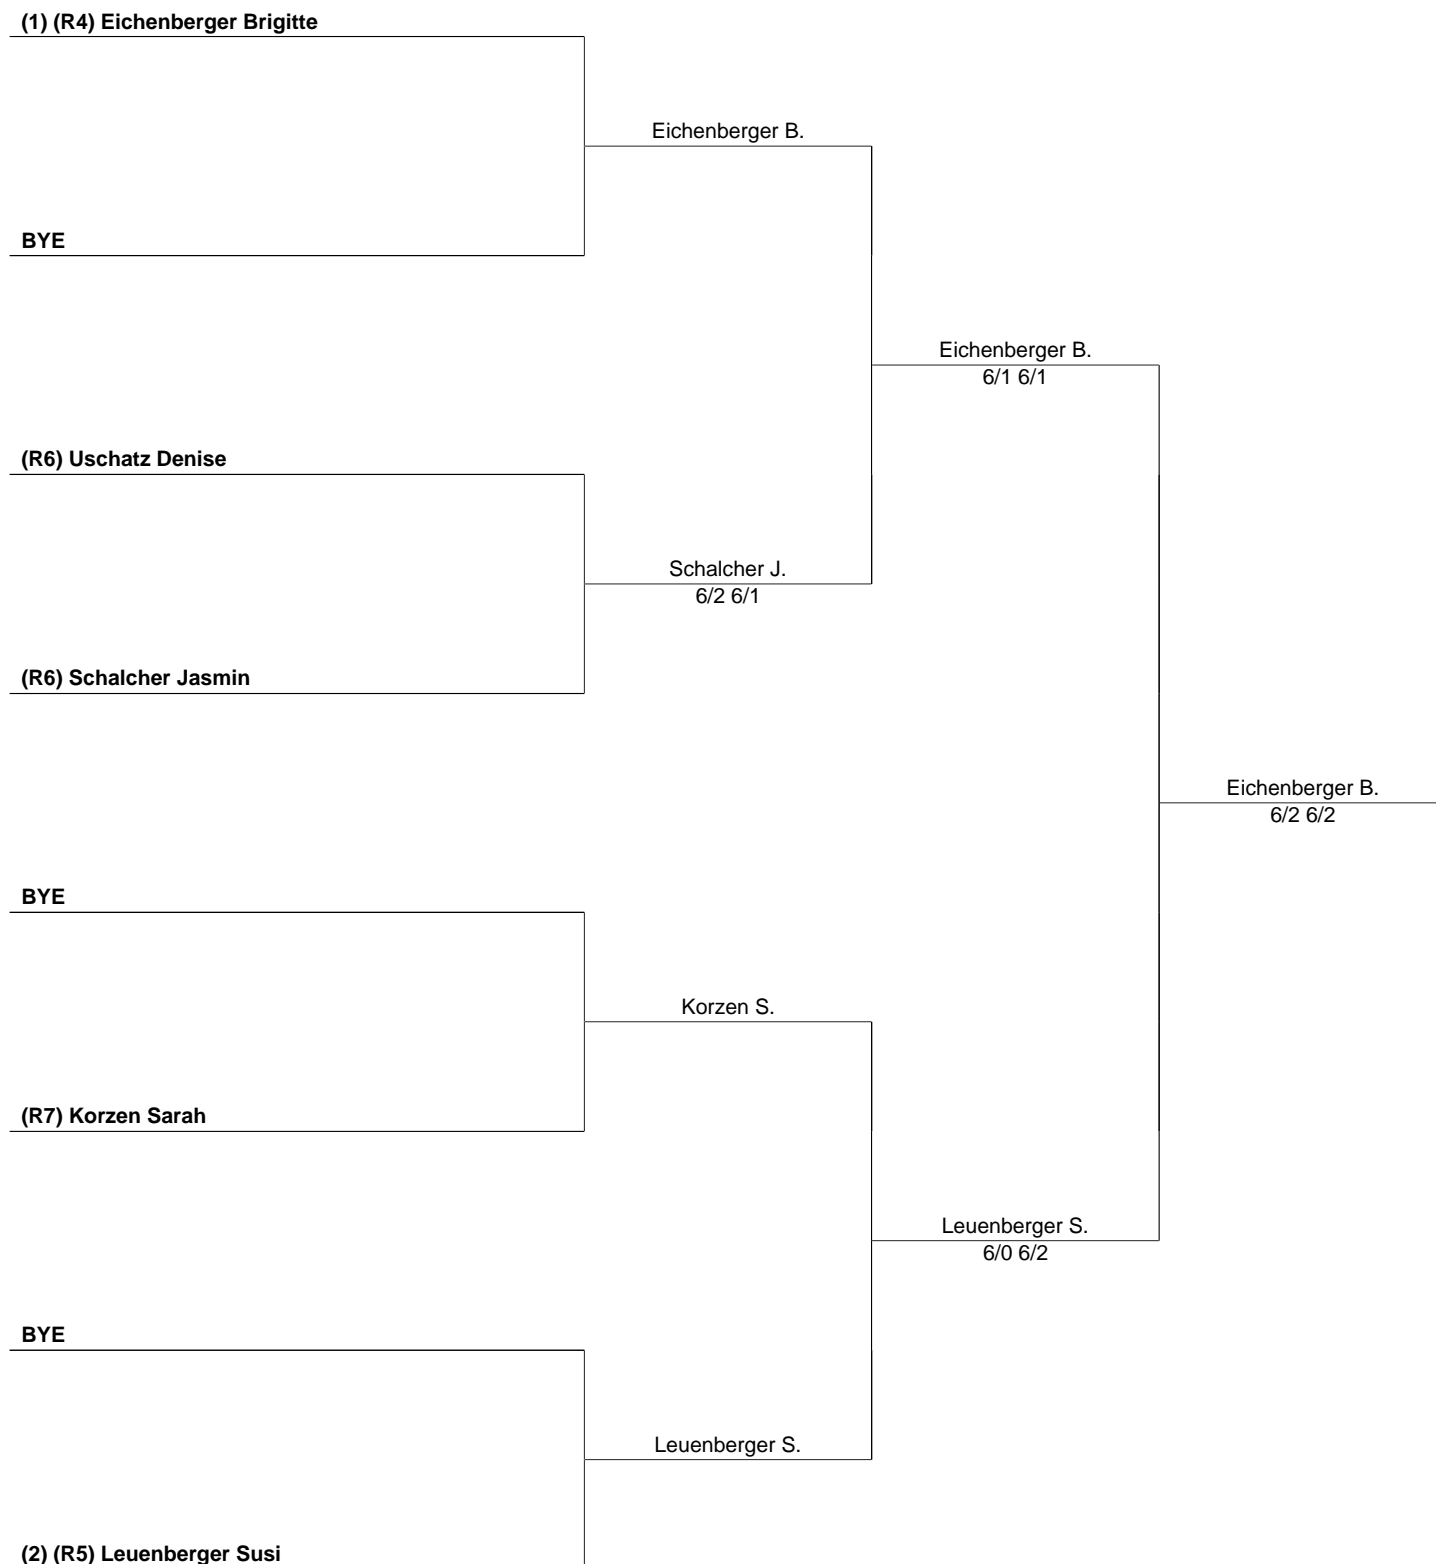 (1) (R4) Eichenberger Brigitte
Eichenberger B.
BYE
Eichenberger B.
6/1 6/1
(R6) Uschatz Denise
Schalcher J.
6/2 6/1
(R6) Schalcher Jasmin
Eichenberger B.
6/2 6/2
BYE
Korzen S.
(R7) Korzen Sarah
Leuenberger S.
6/0 6/2
BYE
Leuenberger S.
(2) (R5) Leuenberger Susi